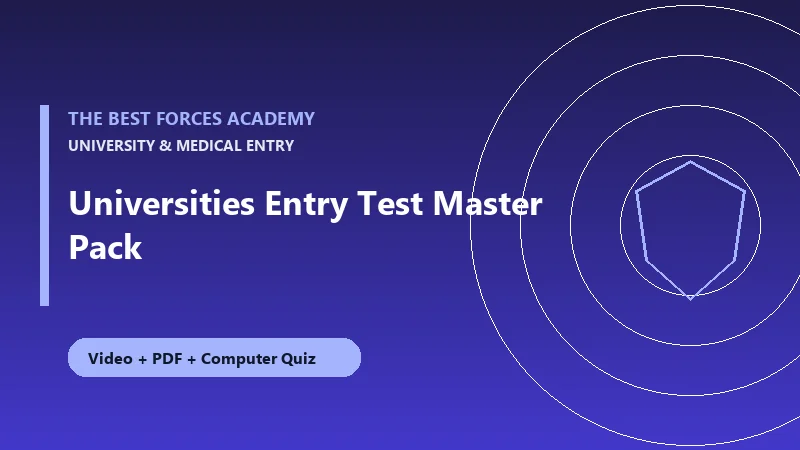 THE BEST FORCES ACADEMY
UNIVERSITY & MEDICAL ENTRY
Universities Entry Test Master
Pack
Video + PDF + Computer Quiz